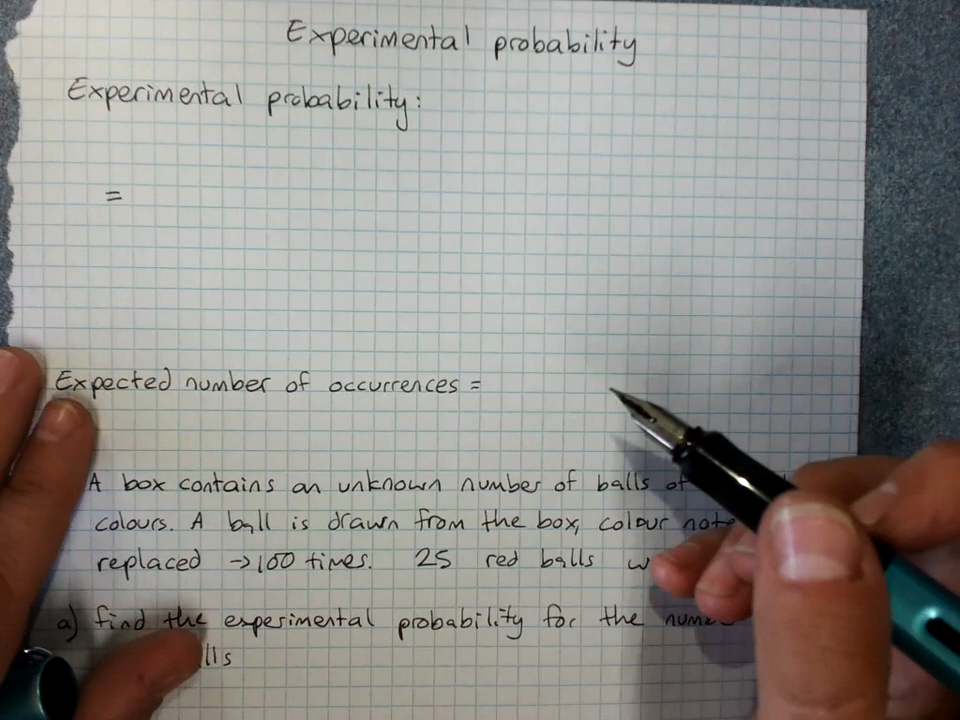 Experimental probability
Experimental probability:
=
Expected number of occurrences =
A box contains an unknown number of balls of
colours. A ball is drawn from the box, colour
replaced → 100 times. 25 red balls
a) find the experimental probability for the